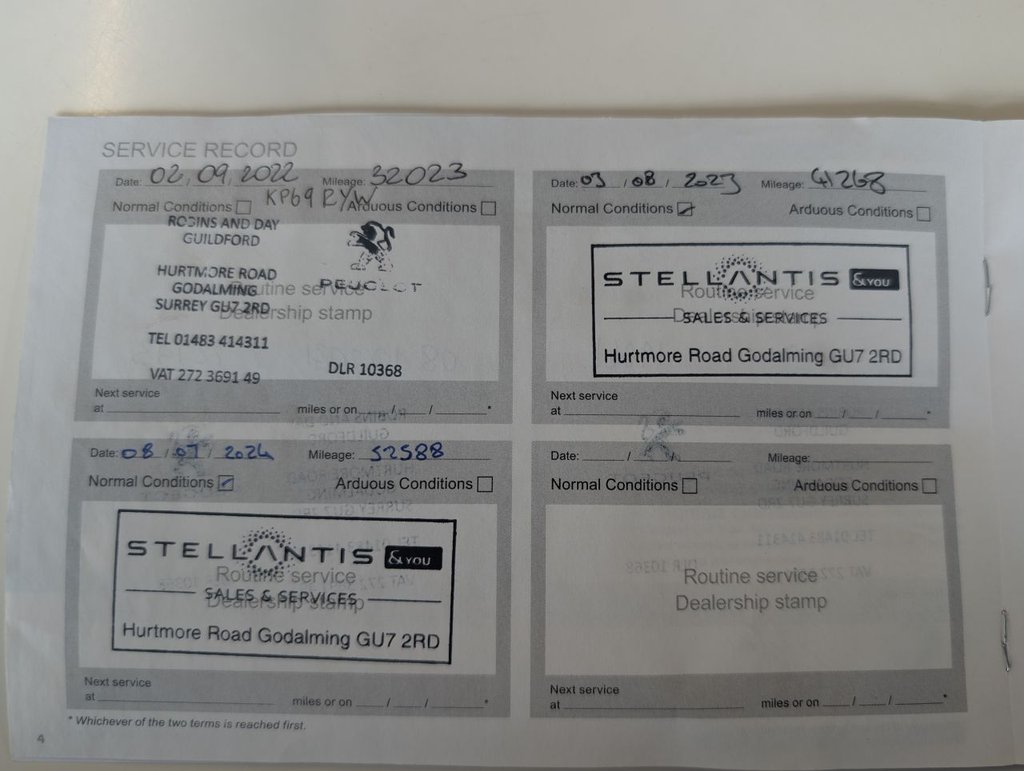 SERVICE RECORD
Date: 02 / 09 / 2022 Mileage: 32023
KP69 RYW
Normal Conditions Arduous Conditions
ROBINS AND DAY
GUILDFORD
HURTMORE ROAD
GODALMING
SURREY GU7 2RD
TEL 01483 414311
VAT 272 3691 49
PEUGEOT
DLR 10368
Routine service
Dealership stamp
Next service
at miles or on / / *
Date: 03 / 08 / 2023 Mileage: 41268
Normal Conditions Arduous Conditions
STELLANTIS &YOU
Routine service
SALES & SERVICES
Dealership stamp
Hurtmore Road Godalming GU7 2RD
Next service
at miles or on / / *
Date: 08 / 07 / 2024 Mileage: 52588
Normal Conditions Arduous Conditions
STELLANTIS &YOU
Routine service
SALES & SERVICES
Dealership stamp
Hurtmore Road Godalming GU7 2RD
Next service
at miles or on / / *
Date: / / Mileage:
Normal Conditions Arduous Conditions
Routine service
Dealership stamp
Next service
at miles or on / / *
* Whichever of the two terms is reached first.
4